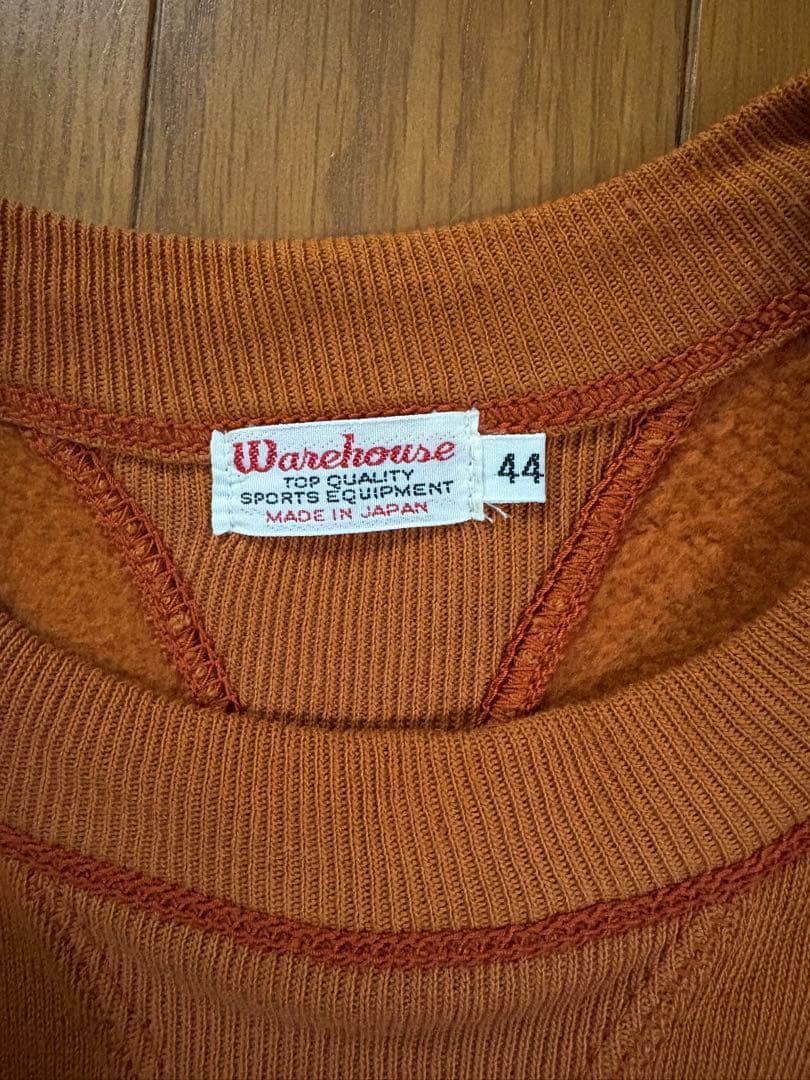 Warehouse
TOP QUALITY
SPORTS EQUIPMENT
MADE IN JAPAN
44